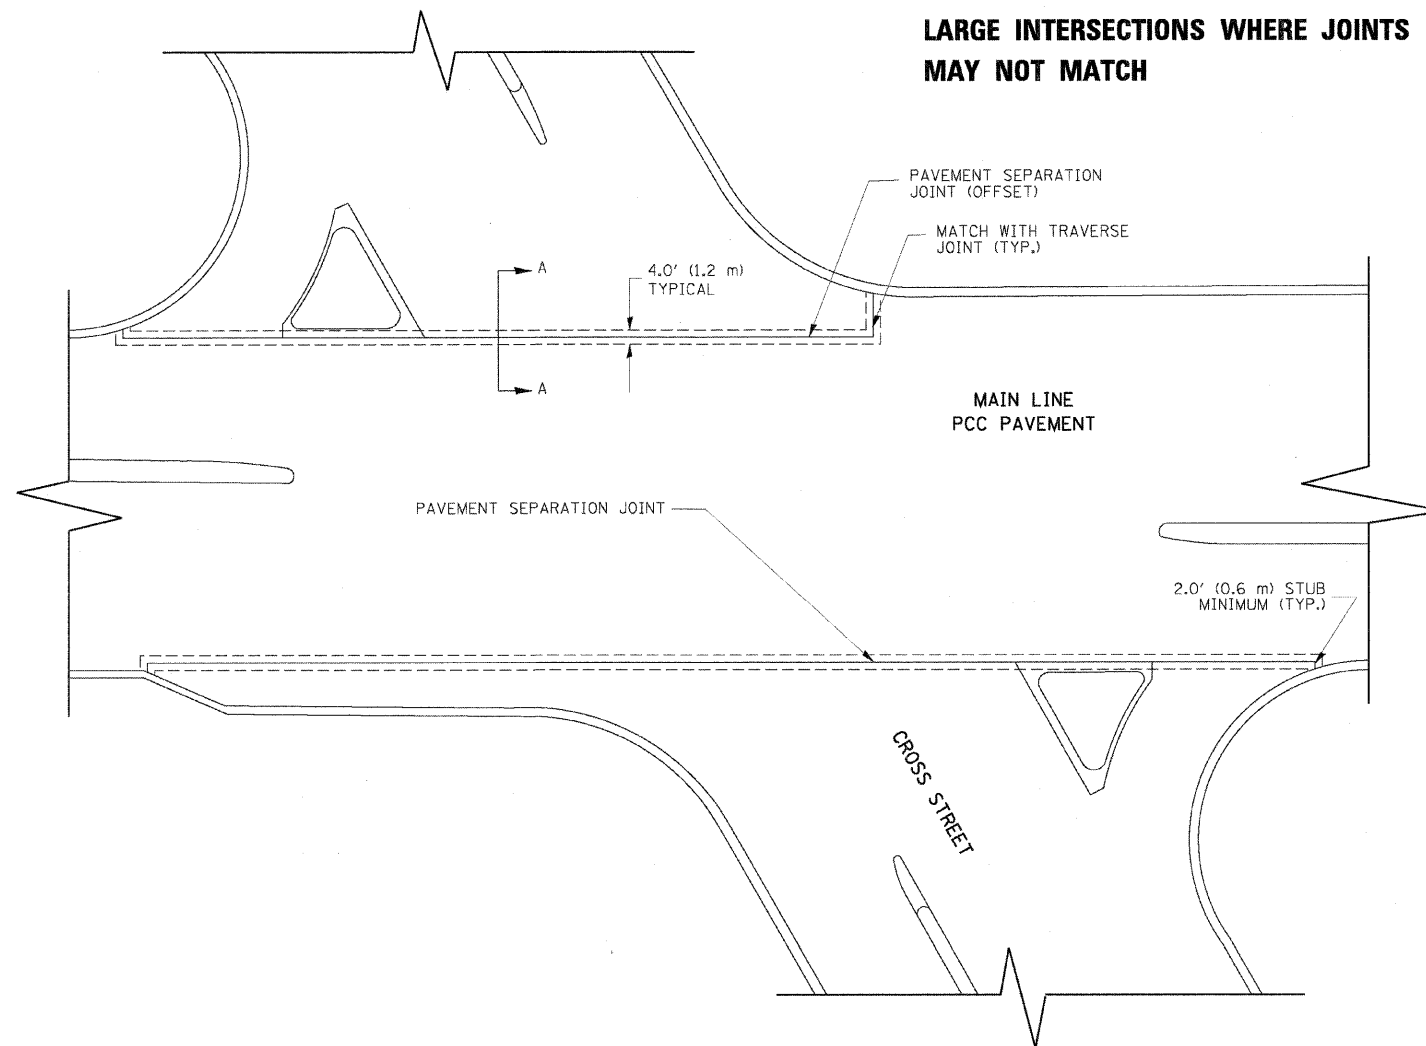 LARGE INTERSECTIONS WHERE JOINTS
MAY NOT MATCH
PAVEMENT SEPARATION
JOINT (OFFSET)
MATCH WITH TRAVERSE
JOINT (TYP.)
A
4.0' (1.2 m)
TYPICAL
A
MAIN LINE
PCC PAVEMENT
PAVEMENT SEPARATION JOINT
2.0' (0.6 m) STUB
MINIMUM (TYP.)
CROSS STREET